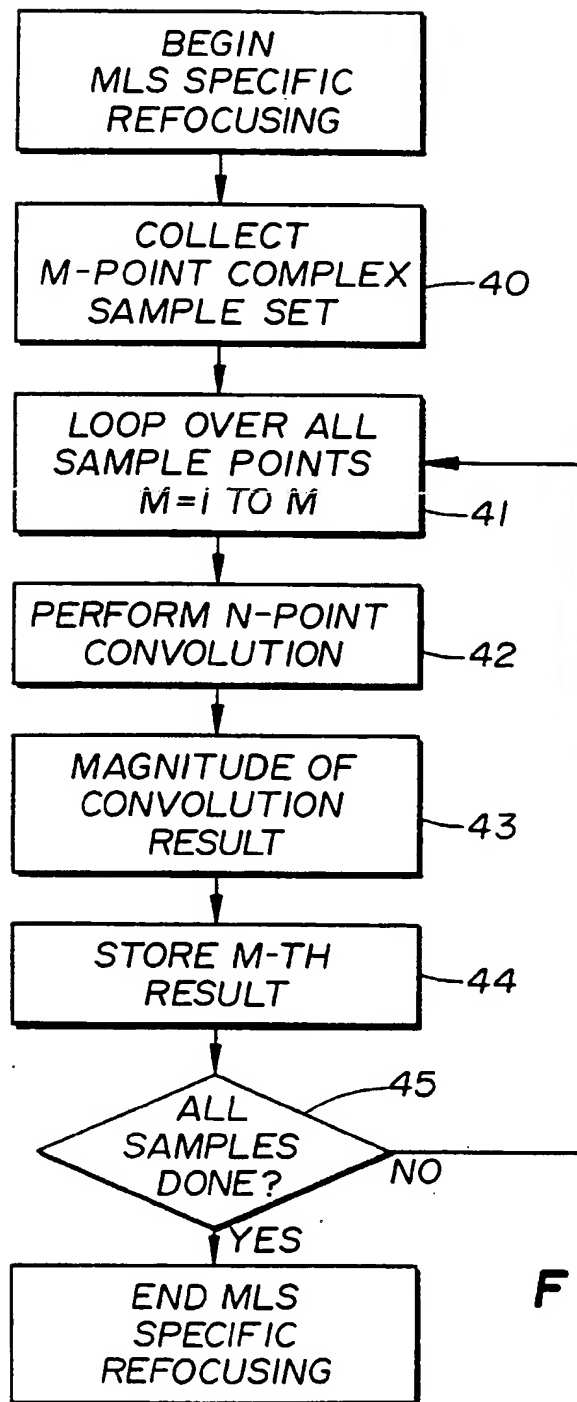 BEGIN
MLS SPECIFIC
REFOCUSING
COLLECT
M-POINT COMPLEX
SAMPLE SET
40
LOOP OVER ALL
SAMPLE POINTS
M=1 TO M
41
PERFORM N-POINT
CONVOLUTION
42
MAGNITUDE OF
CONVOLUTION
RESULT
43
STORE M-TH
RESULT
44
45
ALL
SAMPLES
DONE?
NO
YES
END MLS
SPECIFIC
REFOCUSING
F